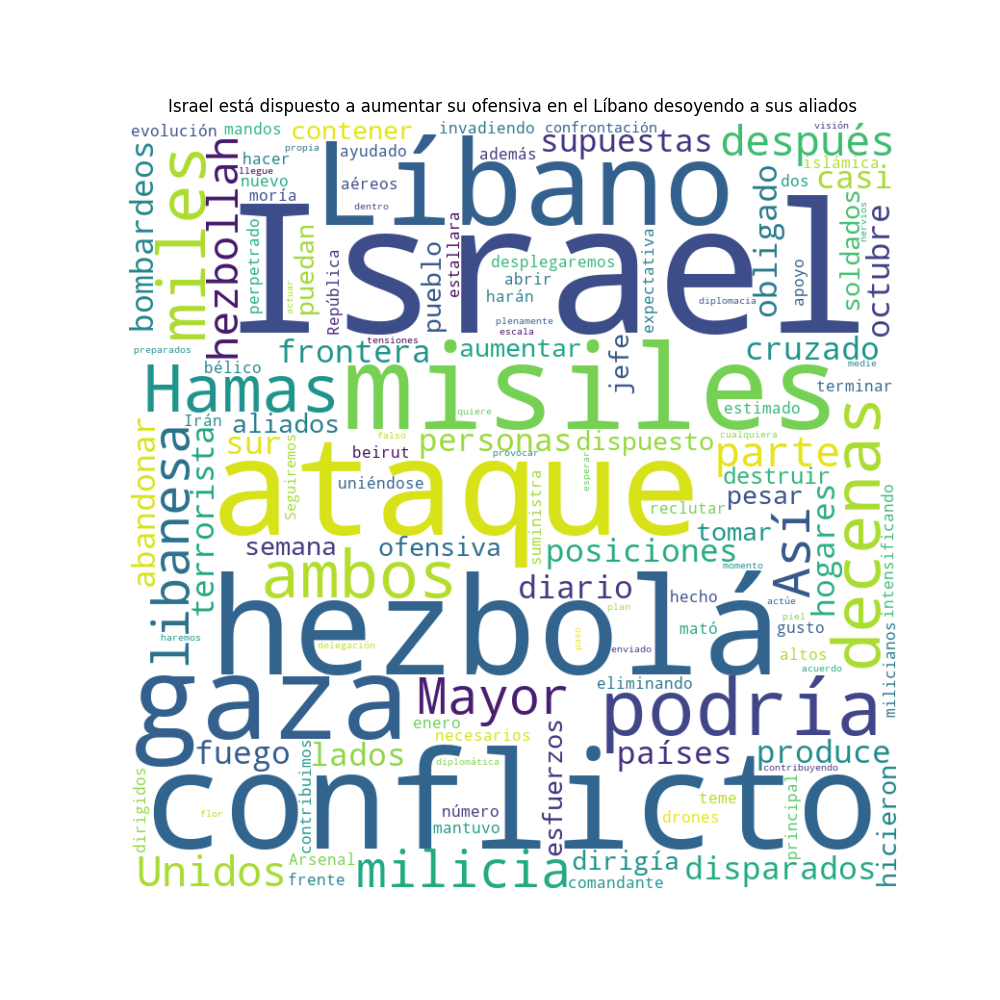 Israel está dispuesto a aumentar su ofensiva en el Líbano desoyendo a sus aliados
evolución
mandos
contener
invadiendo
confrontación
supuestas
después
visión
bombardeos
miles
hezbollah
hacer
propia
llegue
nuevo
moría
ayudado
aéreos
dentro
además
Líbano
islámica
dos
casi
Israel
perpetrado
actuar
puedan
República
pueblo
estallara
desplegaremos
abrir
harán
plenamente
escala
tensiones
expectativa
diplomacia
obligado
apoyo
soldados
nervios
octubre
preparados
bélico
frontera
aumentar
jefe
cruzado
medie
terminar
Hamas
misiles
quiere
estimado
Irán
aliados
falso
personas
dispuesto
provocar
cualquiera
parte
decenas
abandonar
libanesa
terrorista
sur
Seguiremos
beirut
uniéndose
ataque
suministra
esperar
reclutar
destruir
pesar
tomar
Así
hogares
intensificando
semana
ofensiva
posiciones
momento
ambos
diario
hecho
actúe
haremos
hezbolá
delegación
plan
paso
enviado
mató
piel
gusto
altos
acuerdo
milicianos
gaza
Mayor
eliminando
podría
enero
necesarios
fuego
lados
diplomática
esfuerzos
países
produce
contribuyendo
dirigidos
flor
contribuimos
conflicto
número
mantuvo
teme
drones
principal
hicieron
Unidos
Arsenal
frente
milicia
dirigía
comandante
disparados